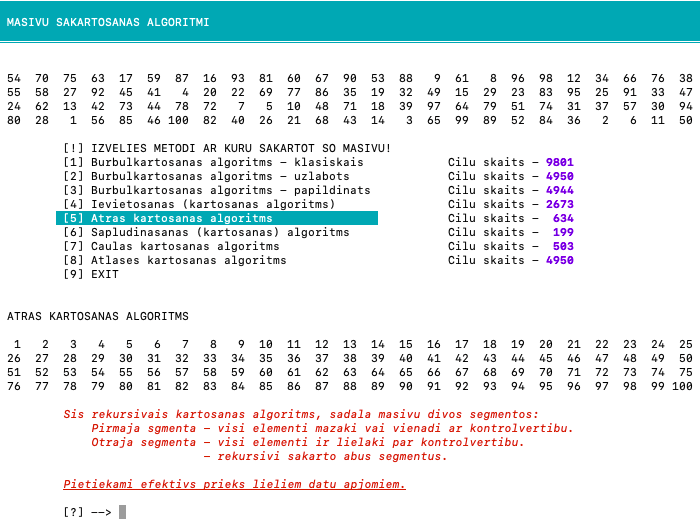 MASIVU SAKARTOSANAS ALGORITMI
54 70 75 63 17 59 87 16 93 81 60 67 90 53 88 9 61 8 96 98 12 34 66 76 38
55 58 27 92 45 41 4 20 22 69 77 86 35 19 32 49 15 29 23 83 95 25 91 33 47
24 62 13 42 73 44 78 72 7 5 10 48 71 18 39 97 64 79 51 74 31 37 57 30 94
80 28 1 56 85 46 100 82 40 26 21 68 43 14 3 65 99 89 52 84 36 2 6 11 50
[!] IZVELIES METODI AR KURU SAKARTOT SO MASIVU!
[1] Burbulkartosanas algoritms – klasiskais Cilu skaits – 9801
[2] Burbulkartosanas algoritms – uzlabots Cilu skaits – 4950
[3] Burbulkartosanas algoritms – papildinats Cilu skaits – 4944
[4] Ievietosanas (kartosanas algoritms) Cilu skaits – 2673
[5] Atras kartosanas algoritms Cilu skaits – 634
[6] Sapludinasanas (kartosanas) algoritms Cilu skaits – 199
[7] Caulas kartosanas algoritms Cilu skaits – 503
[8] Atlases kartosanas algoritms Cilu skaits – 4950
[9] EXIT
ATRAS KARTOSANAS ALGORITMS
1 2 3 4 5 6 7 8 9 10 11 12 13 14 15 16 17 18 19 20 21 22 23 24 25
26 27 28 29 30 31 32 33 34 35 36 37 38 39 40 41 42 43 44 45 46 47 48 49 50
51 52 53 54 55 56 57 58 59 60 61 62 63 64 65 66 67 68 69 70 71 72 73 74 75
76 77 78 79 80 81 82 83 84 85 86 87 88 89 90 91 92 93 94 95 96 97 98 99 100
Sis rekursivais kartosanas algoritms, sadala masivu divos segmentos:
Pirmaja sgmenta – visi elementi mazaki vai vienadi ar kontrolvertibu.
Otraja segmenta – visi elementi ir lielaki par kontrolvertibu.
– rekursivi sakarto abus segmentus.
Pietiekami efektivs prieks lieliem datu apjomiem.
[?] ––>